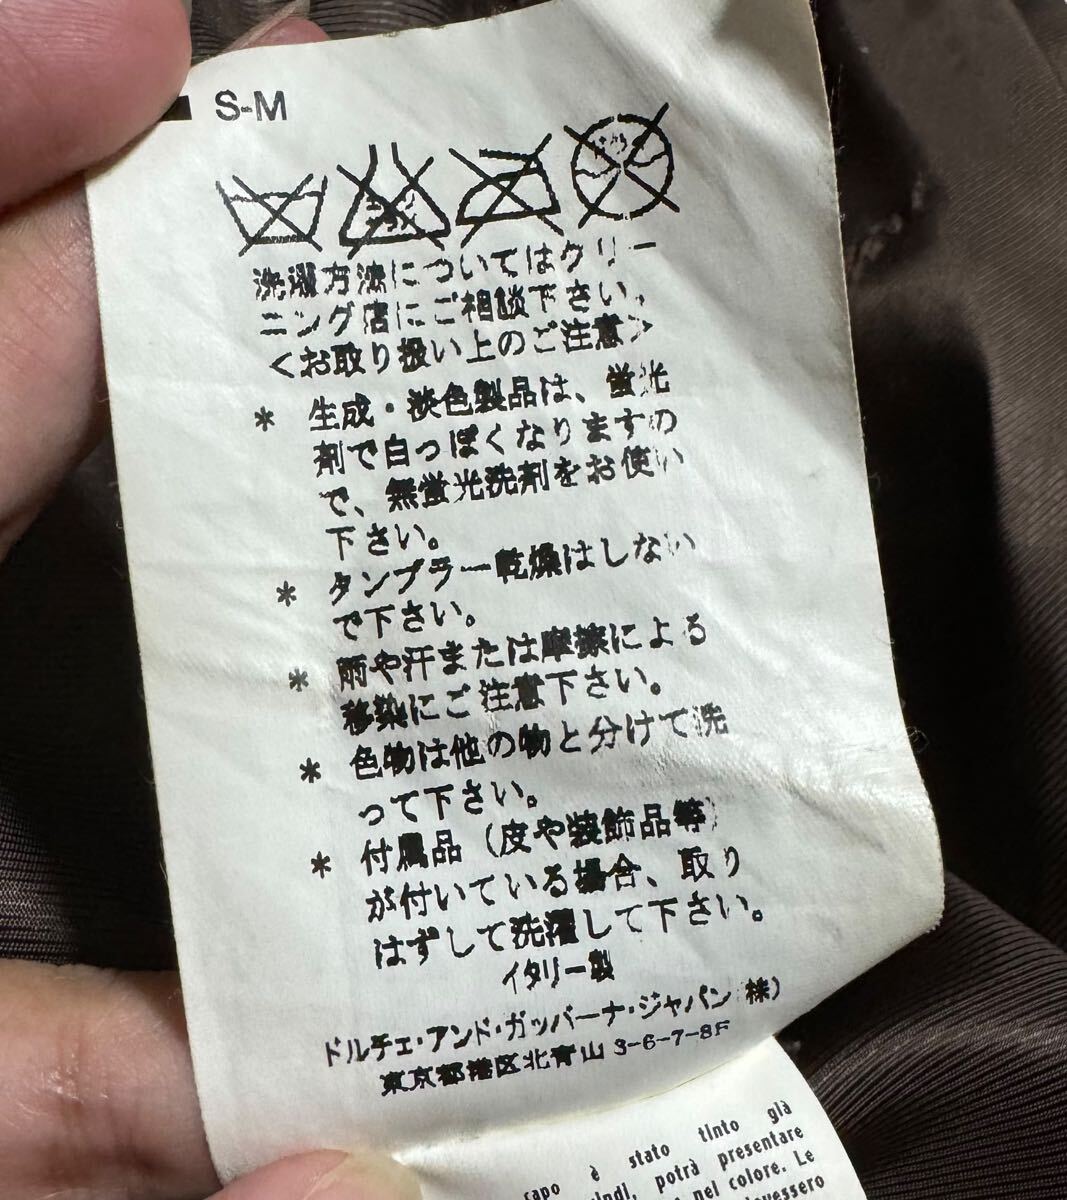 S-M
洗濯方法についてはクリー
ニング店にご相談下さい。
<お取り扱い上のご注意>
* 生成・淡色製品は、蛍光
剤で白っぽくなりますの
で、無蛍光洗剤をお使い
下さい。
* タンブラー乾燥はしない
で下さい。
* 雨や汗または摩擦による
移染にご注意下さい。
* 色物は他の物と分けて洗
って下さい。
* 付属品(皮や装飾品等)
が付いている場合、取り
はずして洗濯して下さい。
イタリー製
ドルチェ・アンド・ガッバーナ・ジャパン(株)
東京都港区北青山3-6-7-8F
capo è stato tinto già
potrà presentare
nel colore. Le